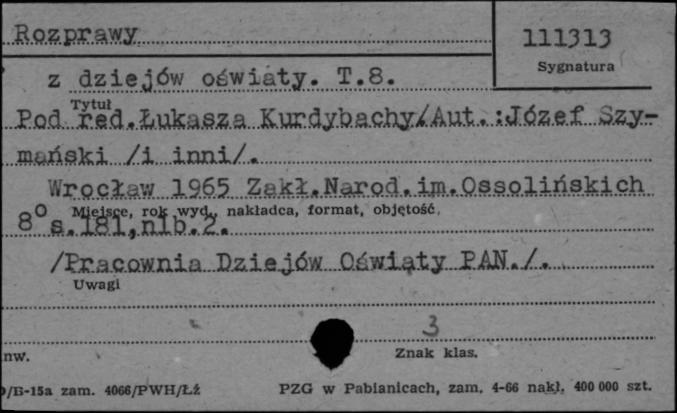 Rozprawy
111313
Sygnatura
z dziejów oświaty. T.8.
Tytuł
Pod red.Łukasza Kurdybachy/Aut.:Józef Szy-
mański /i inni/.
Wrocław 1965 Zakł.Narod.im.Ossolińskich
Miejsce, rok wyd., nakładca, format, objętość
8° s.181,nlb.2.
/Pracownia Dziejów Oświaty PAN./.
Uwagi
3
nw.
Znak klas.
/B-15a zam. 4066/PWH/Łź
PZG w Pabianicach, zam. 4-66 nakł. 400 000 szt.